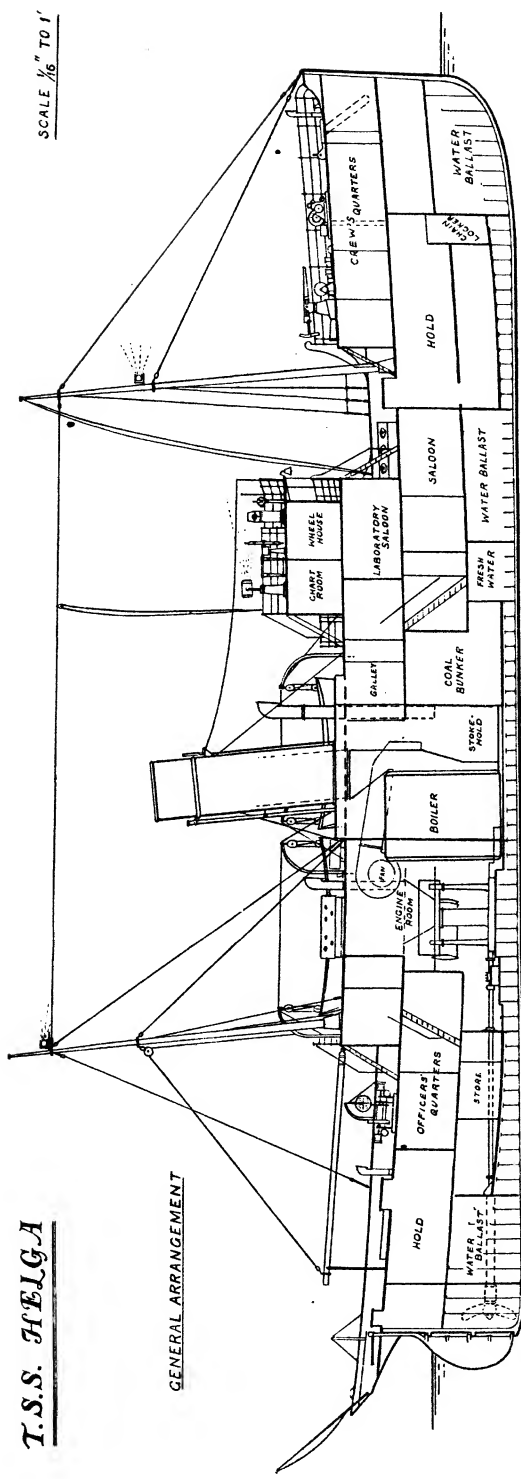 T.S.S. HELGA
GENERAL ARRANGEMENT
SCALE 1/16" TO 1'
HOLD
WATER
BALLAST
OFFICERS'
QUARTERS
STORE
ENGINE
ROOM
FAN
BOILER
STOKE-
HOLD
GALLEY
COAL
BUNKER
CHART
ROOM
WHEEL
HOUSE
LABORATORY
SALOON
FRESH
WATER
SALOON
WATER BALLAST
HOLD
CREW'S QUARTERS
CHAIN
LOCKER
WATER
BALLAST